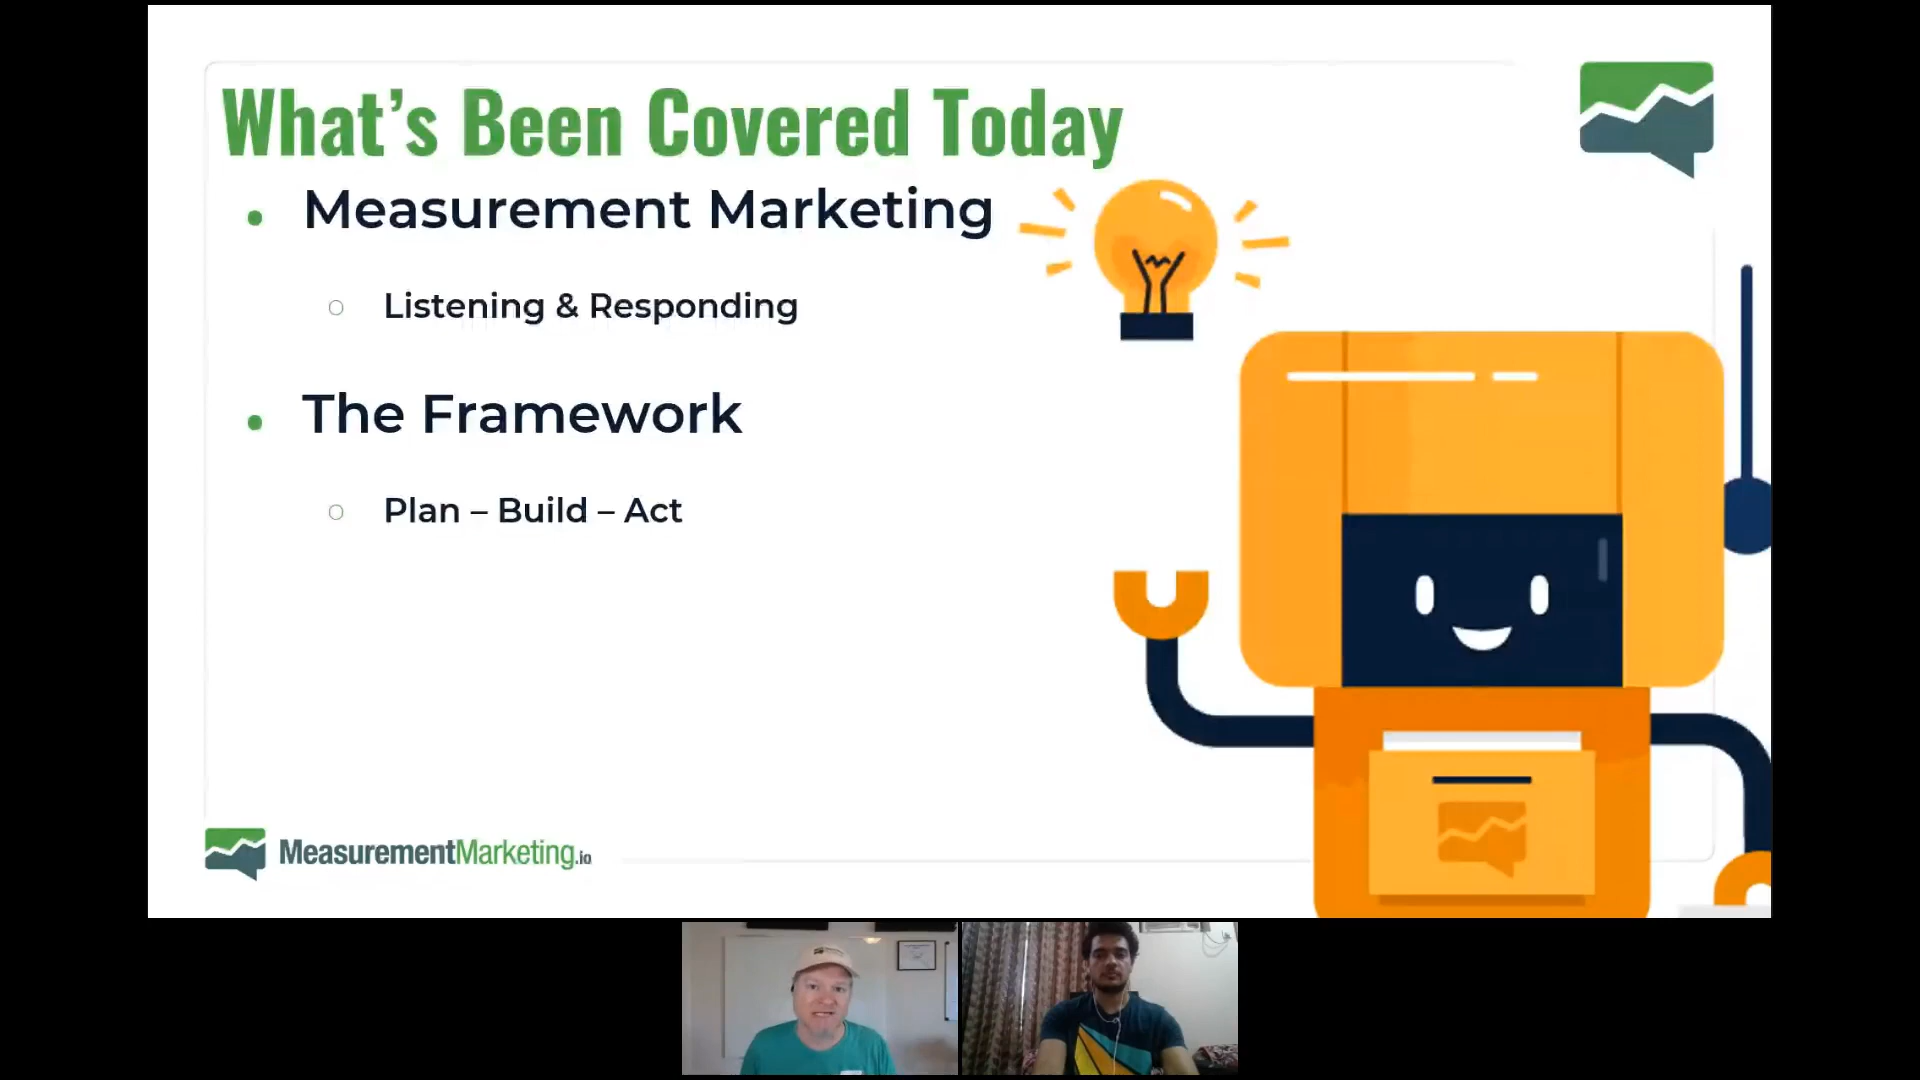 What's Been Covered Today
Measurement Marketing
Listening & Responding
The Framework
Plan – Build – Act
MeasurementMarketing.io